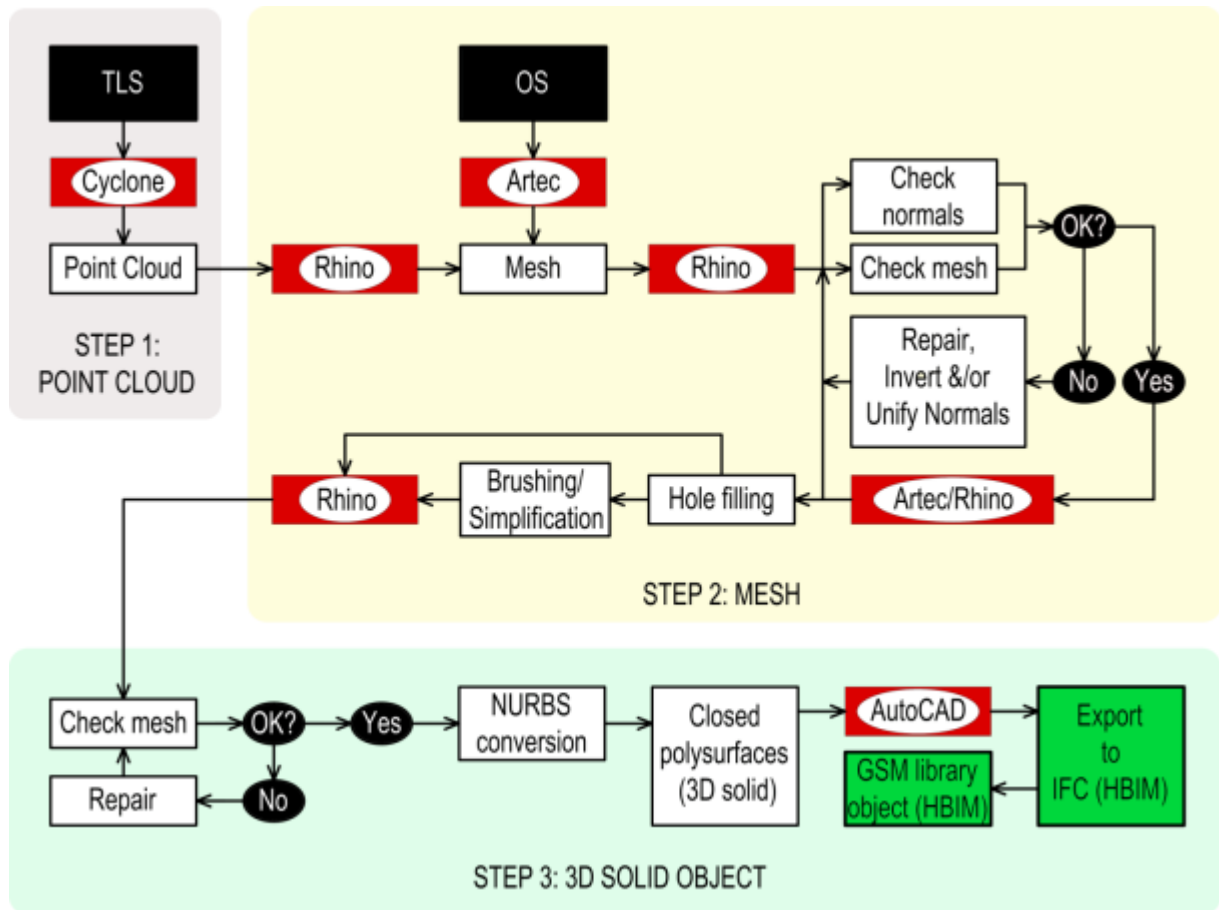 TLS
Cyclone
Point Cloud
STEP 1:
POINT CLOUD
OS
Artec
Rhino
Mesh
Rhino
Check
normals
Check mesh
OK?
Repair,
Invert &/or
Unify Normals
No
Yes
Artec/Rhino
Hole filling
Brushing/
Simplification
Rhino
STEP 2: MESH
Check mesh
OK?
Yes
No
Repair
NURBS
conversion
Closed
polysurfaces
(3D solid)
AutoCAD
Export
to
IFC (HBIM)
GSM library
object (HBIM)
STEP 3: 3D SOLID OBJECT